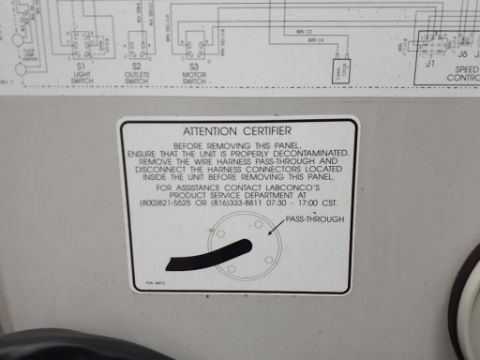 S1
LIGHT
SWITCH
S2
OUTLETS
SWITCH
S3
MOTOR
SWITCH
J1
J6
SPEED
CONTRO
ATTENTION CERTIFIER
BEFORE REMOVING THIS PANEL,
ENSURE THAT THE UNIT IS PROPERLY DECONTAMINATED.
REMOVE THE WIRE HARNESS PASS-THROUGH AND
DISCONNECT THE HARNESS CONNECTORS LOCATED
INSIDE THE UNIT BEFORE REMOVING THIS PANEL.
FOR ASSISTANCE CONTACT LABCONCO'S
PRODUCT SERVICE DEPARTMENT AT
(800)821-5525 OR (816)333-8811 07:30 - 17:00 CST.
PASS-THROUGH